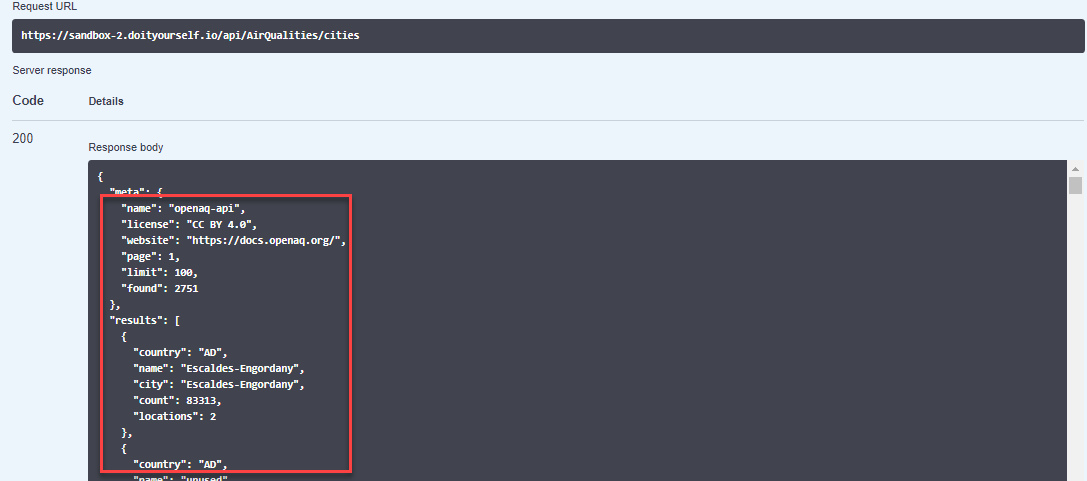 Request URL
https://sandbox-2.doityourself.io/api/AirQualities/cities
Server response
Code Details
200
Response body
{
"meta": {
"name": "openaq-api",
"license": "CC BY 4.0",
"website": "https://docs.openaq.org/",
"page": 1,
"limit": 100,
"found": 2751
},
"results": [
{
"country": "AD",
"name": "Escaldes-Engordany",
"city": "Escaldes-Engordany",
"count": 83313,
"locations": 2
},
{
"country": "AD",
"name": "unused"